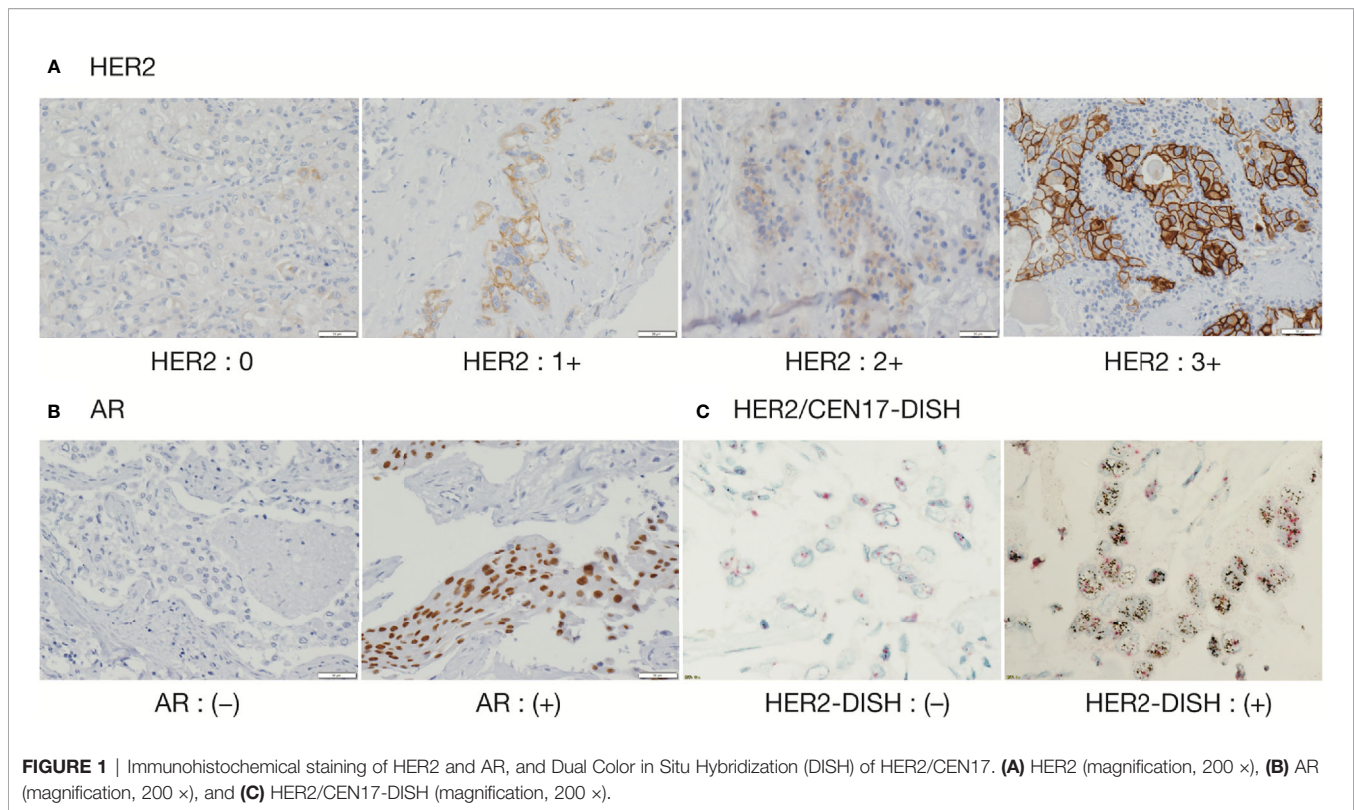 A HER2
HER2 : 0 HER2 : 1+ HER2 : 2+ HER2 : 3+
B AR C HER2/CEN17-DISH
AR : (–) AR : (+) HER2-DISH : (–) HER2-DISH : (+)
FIGURE 1 | Immunohistochemical staining of HER2 and AR, and Dual Color in Situ Hybridization (DISH) of HER2/CEN17. (A) HER2 (magnification, 200 ×), (B) AR
(magnification, 200 ×), and (C) HER2/CEN17-DISH (magnification, 200 ×).